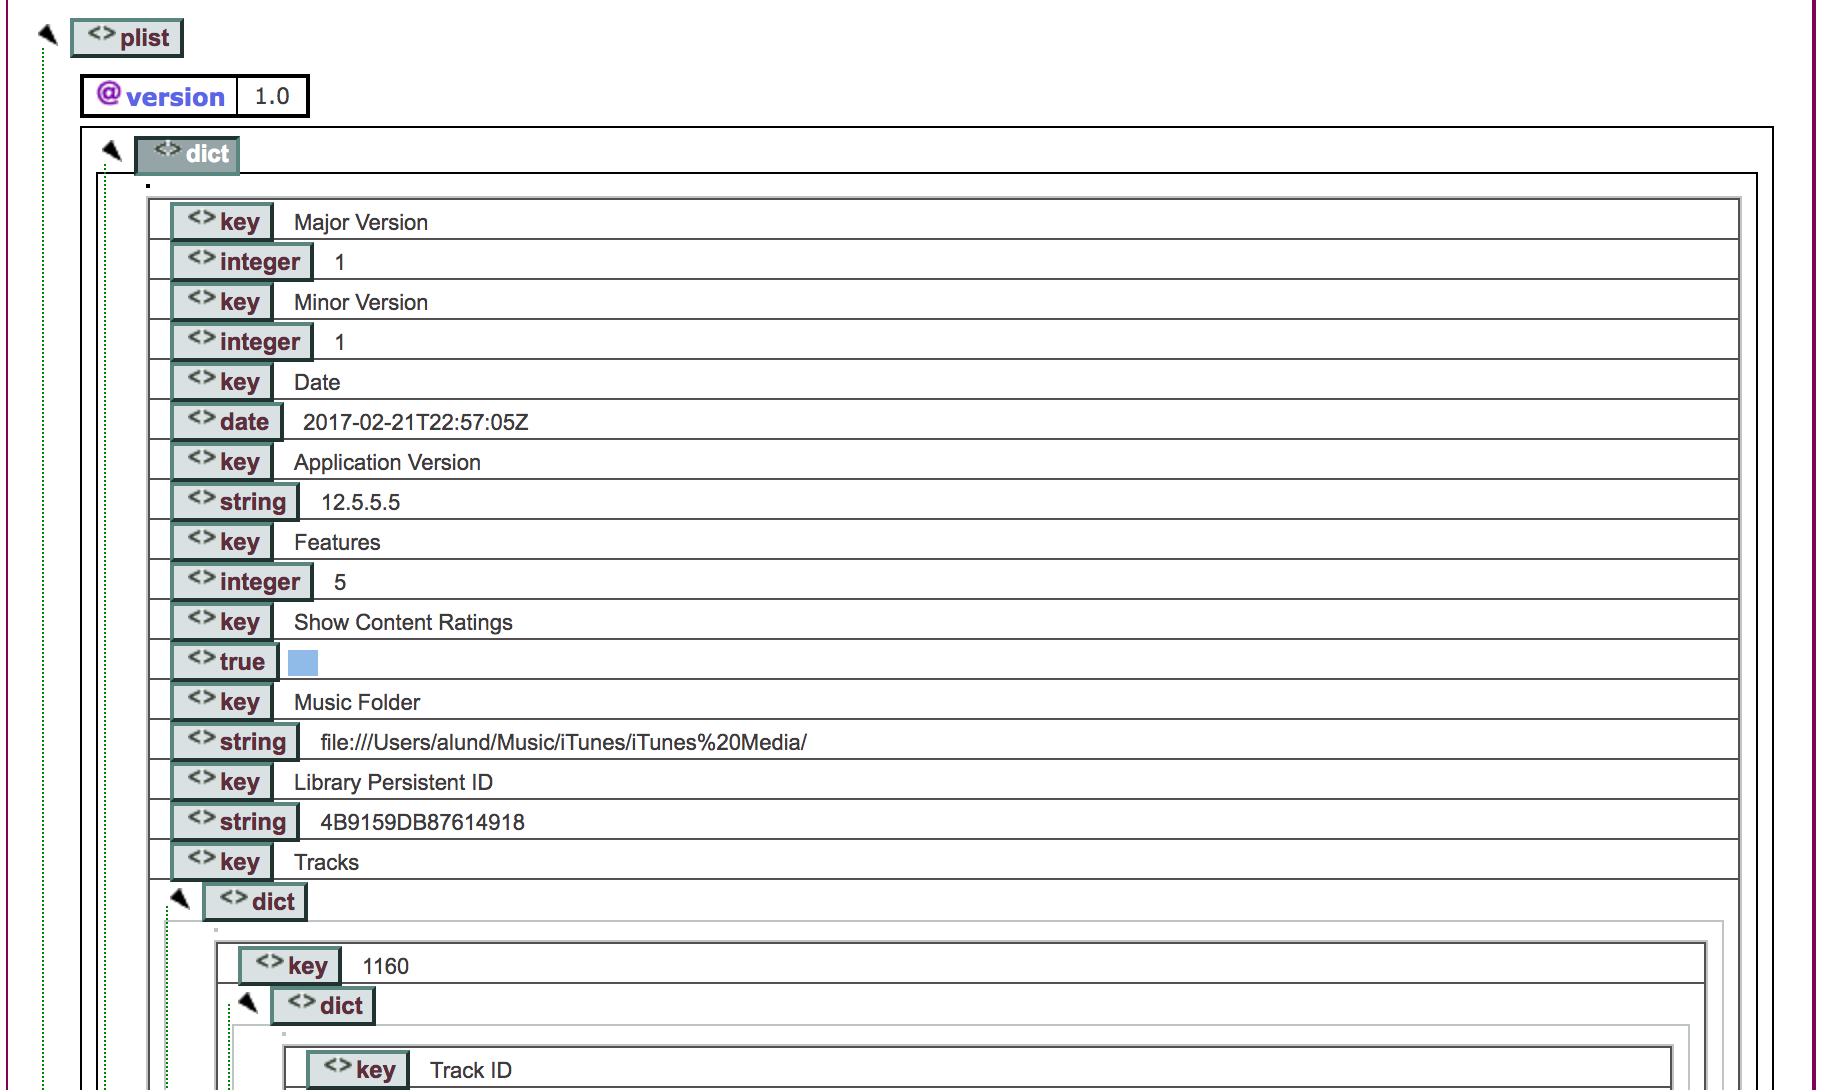 <> plist
@ version 1.0
<> dict
<> key Major Version
<> integer 1
<> key Minor Version
<> integer 1
<> key Date
<> date 2017-02-21T22:57:05Z
<> key Application Version
<> string 12.5.5.5
<> key Features
<> integer 5
<> key Show Content Ratings
<> true
<> key Music Folder
<> string file:///Users/alund/Music/iTunes/iTunes%20Media/
<> key Library Persistent ID
<> string 4B9159DB87614918
<> key Tracks
<> dict
<> key 1160
<> dict
<> key Track ID